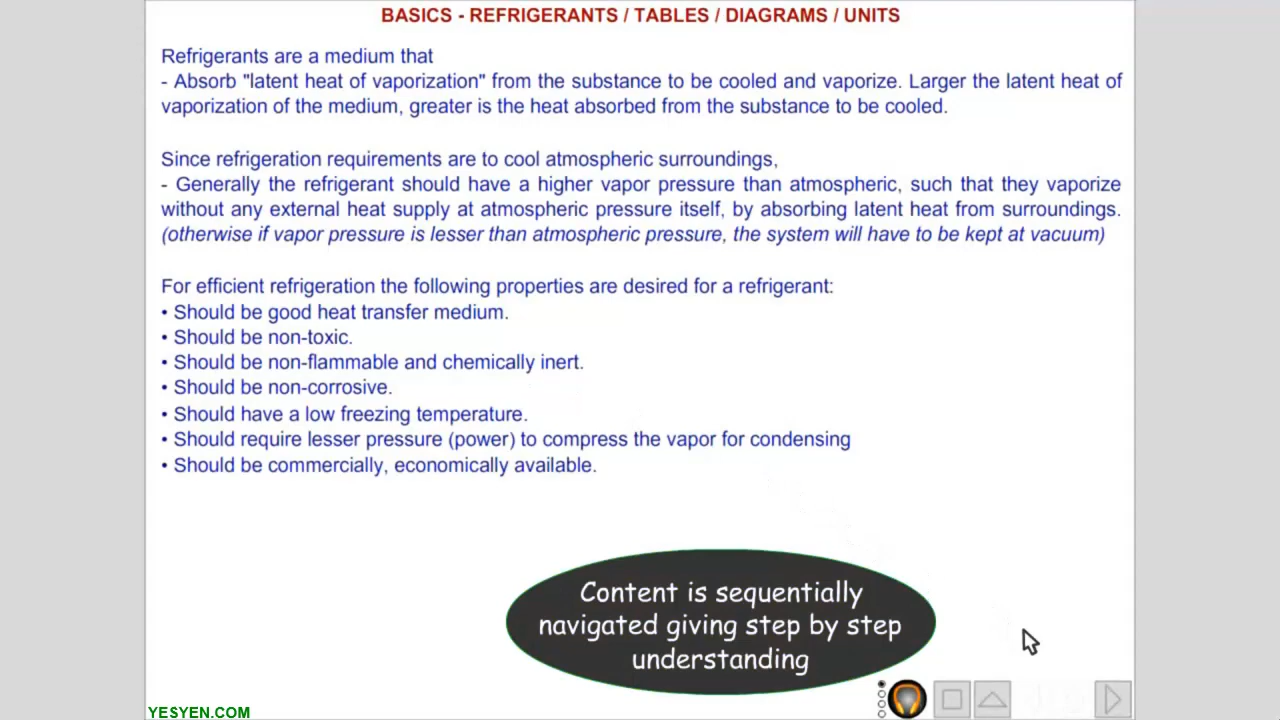 BASICS - REFRIGERANTS / TABLES / DIAGRAMS / UNITS
Refrigerants are a medium that
- Absorb "latent heat of vaporization" from the substance to be cooled and vaporize. Larger the latent heat of
vaporization of the medium, greater is the heat absorbed from the substance to be cooled.
Since refrigeration requirements are to cool atmospheric surroundings,
- Generally the refrigerant should have a higher vapor pressure than atmospheric, such that they vaporize
without any external heat supply at atmospheric pressure itself, by absorbing latent heat from surroundings.
(otherwise if vapor pressure is lesser than atmospheric pressure, the system will have to be kept at vacuum)
For efficient refrigeration the following properties are desired for a refrigerant:
• Should be good heat transfer medium.
• Should be non-toxic.
• Should be non-flammable and chemically inert.
• Should be non-corrosive.
• Should have a low freezing temperature.
• Should require lesser pressure (power) to compress the vapor for condensing
• Should be commercially, economically available.
Content is sequentially
navigated giving step by step
understanding
YESYEN.COM